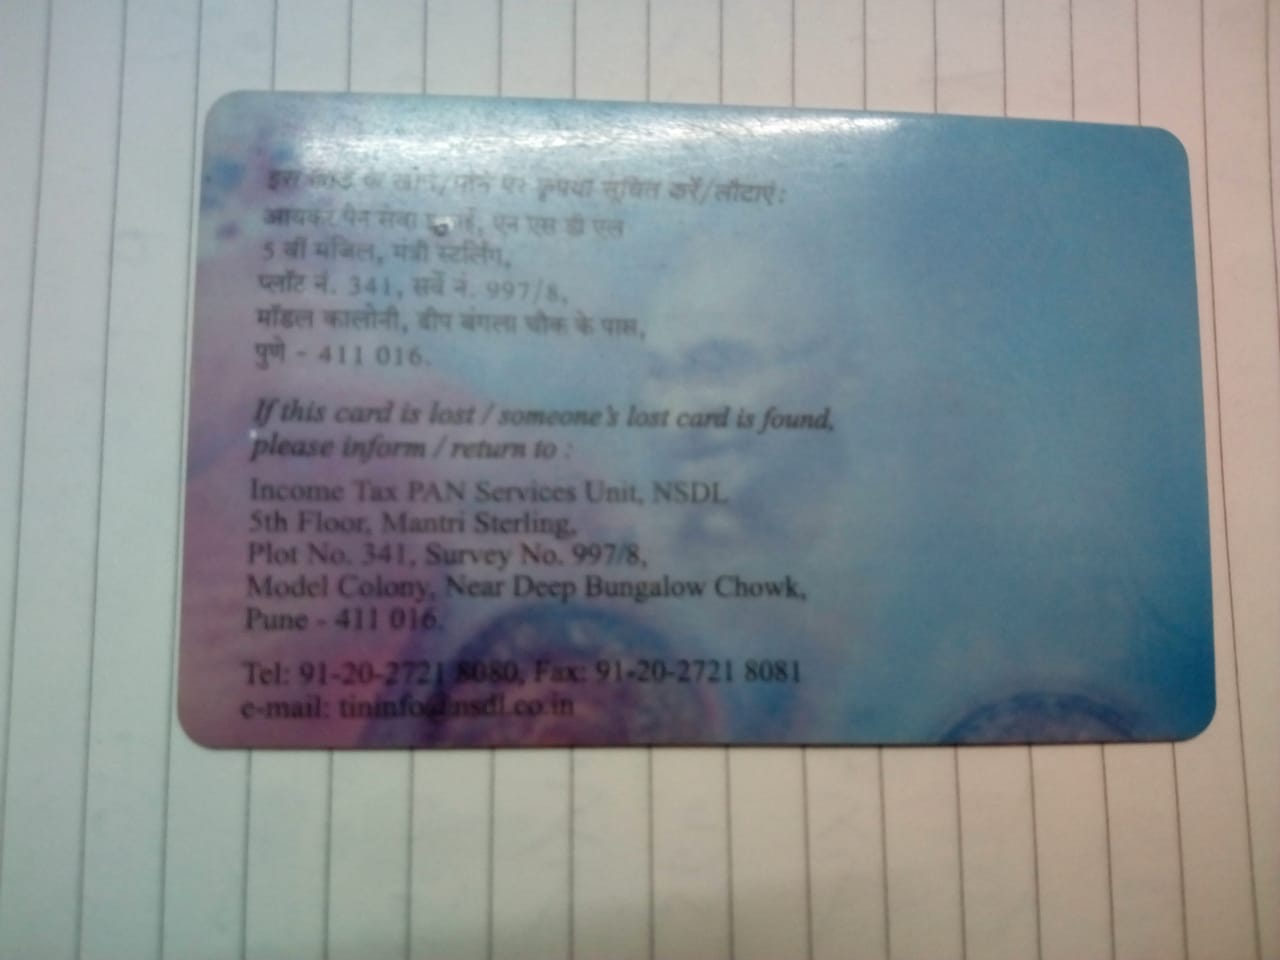 इस कार्ड के खोने/पाने पर कृपया सूचित करें/लौटाएं:
आयकर पैन सेवा इकाई, एन एस डी एल
5 वीं मंजिल, मंत्री स्टर्लिंग,
प्लॉट नं. 341, सर्वे नं. 997/8,
मॉडल कालोनी, दीप बंगला चौक के पास,
पुणे - 411 016.
If this card is lost / someone's lost card is found,
please inform / return to :
Income Tax PAN Services Unit, NSDL
5th Floor, Mantri Sterling,
Plot No. 341, Survey No. 997/8,
Model Colony, Near Deep Bungalow Chowk,
Pune - 411 016.
Tel: 91-20-2721 8080, Fax: 91-20-2721 8081
e-mail: tininfo@nsdl.co.in